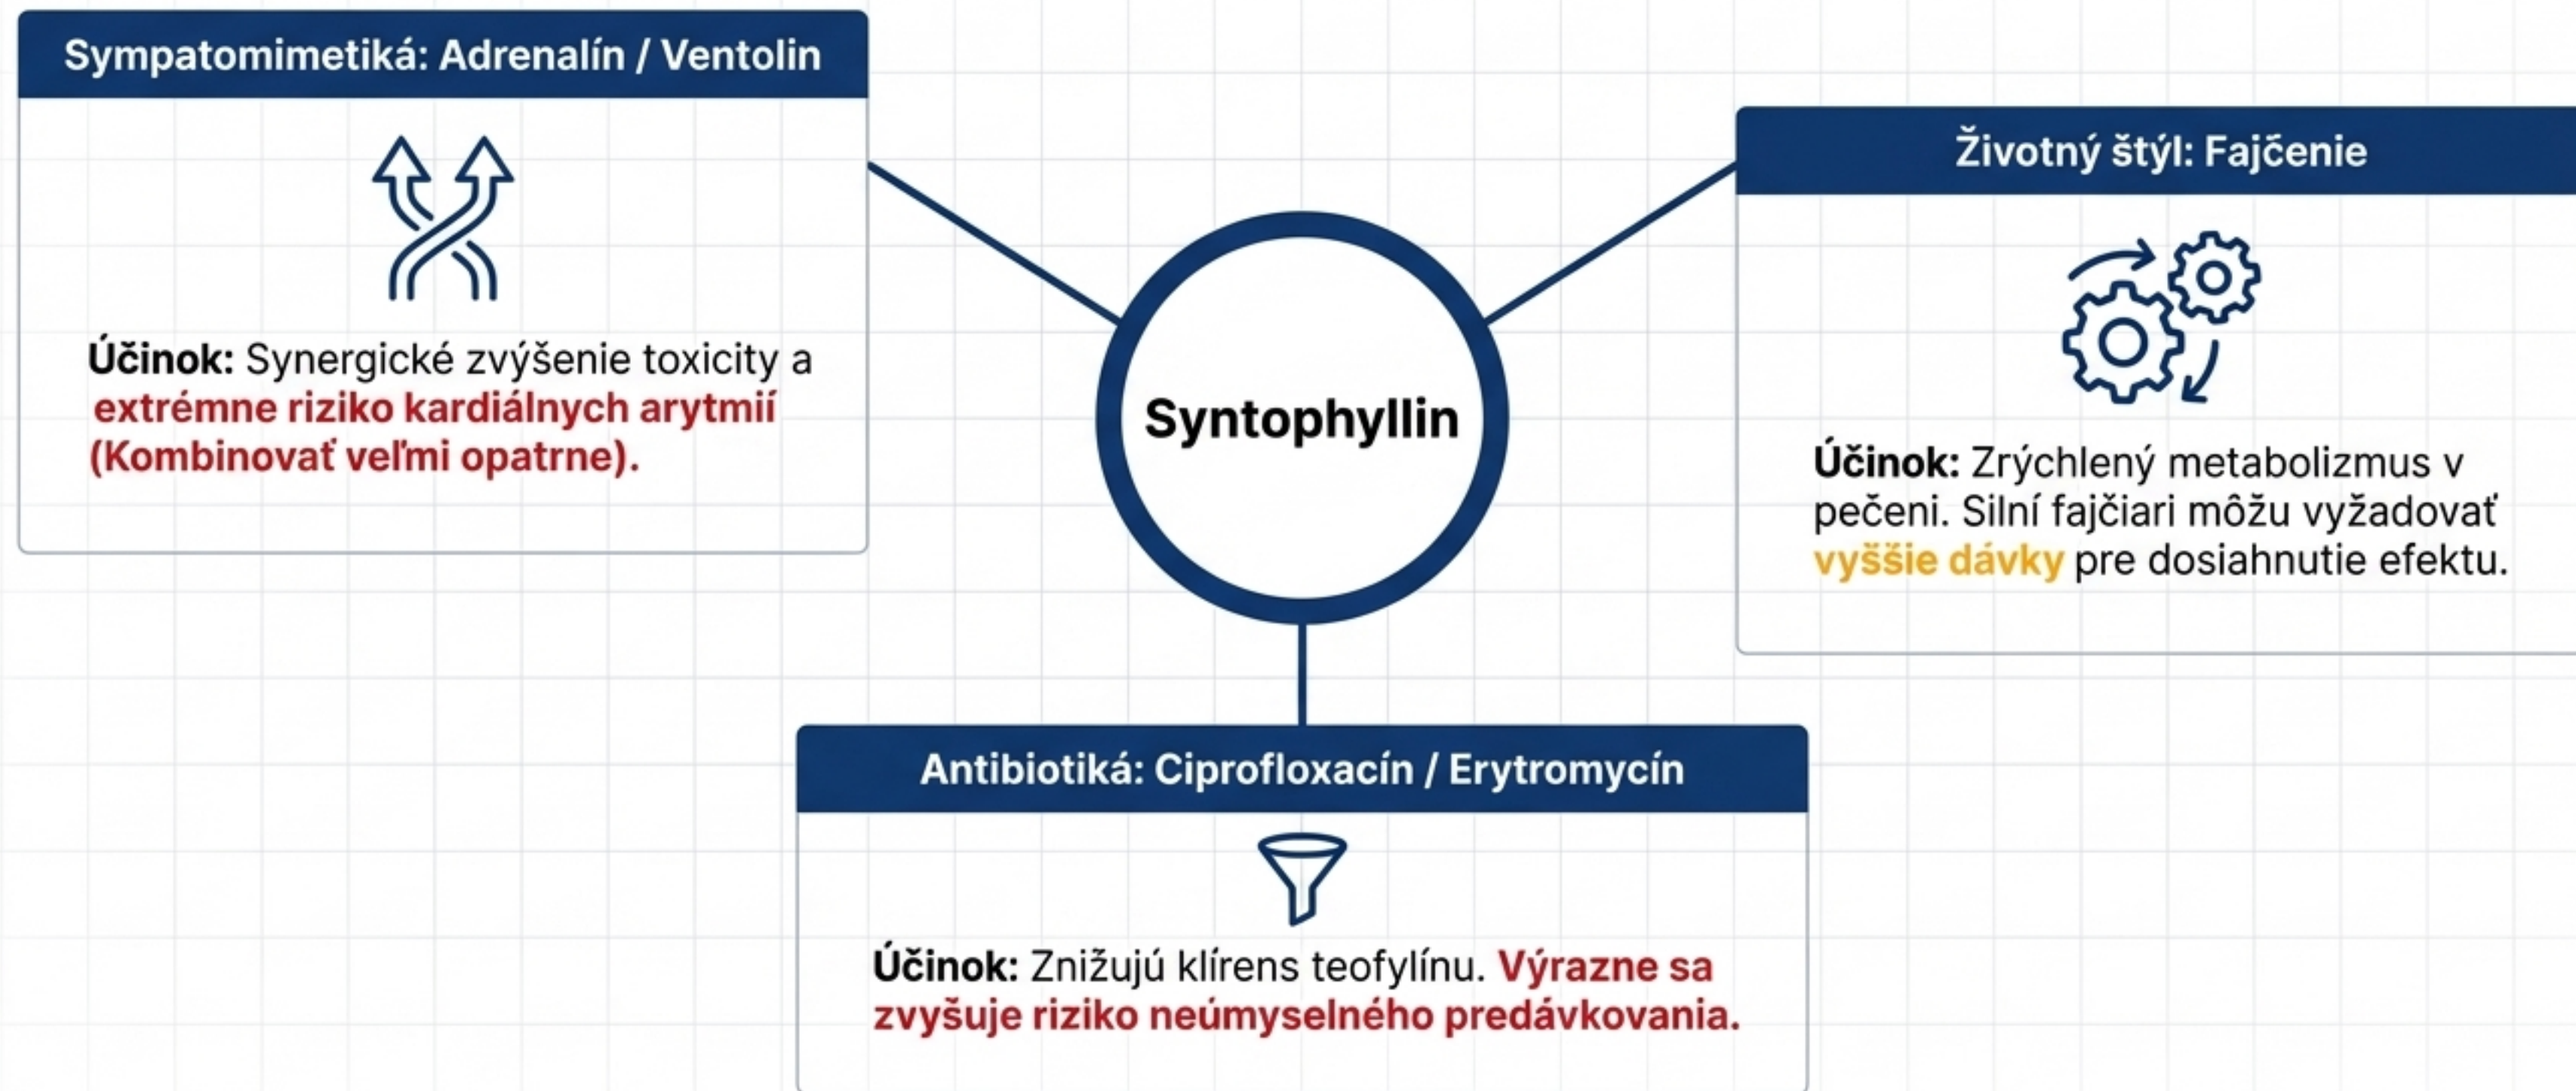 Sympatomimetiká: Adrenalín / Ventolin
Účinok: Synergické zvýšenie toxicity a
extrémne riziko kardiálnych arytmií
(Kombinovať veľmi opatrne).
Syntophyllin
Životný štýl: Fajčenie
Účinok: Zrýchlený metabolizmus v
pečeni. Silní fajčiari môžu vyžadovať
vyššie dávky pre dosiahnutie efektu.
Antibiotiká: Ciprofloxacín / Erytromycín
Účinok: Znižujú klírens teofylínu. Výrazne sa
zvyšuje riziko neúmyselného predávkovania.